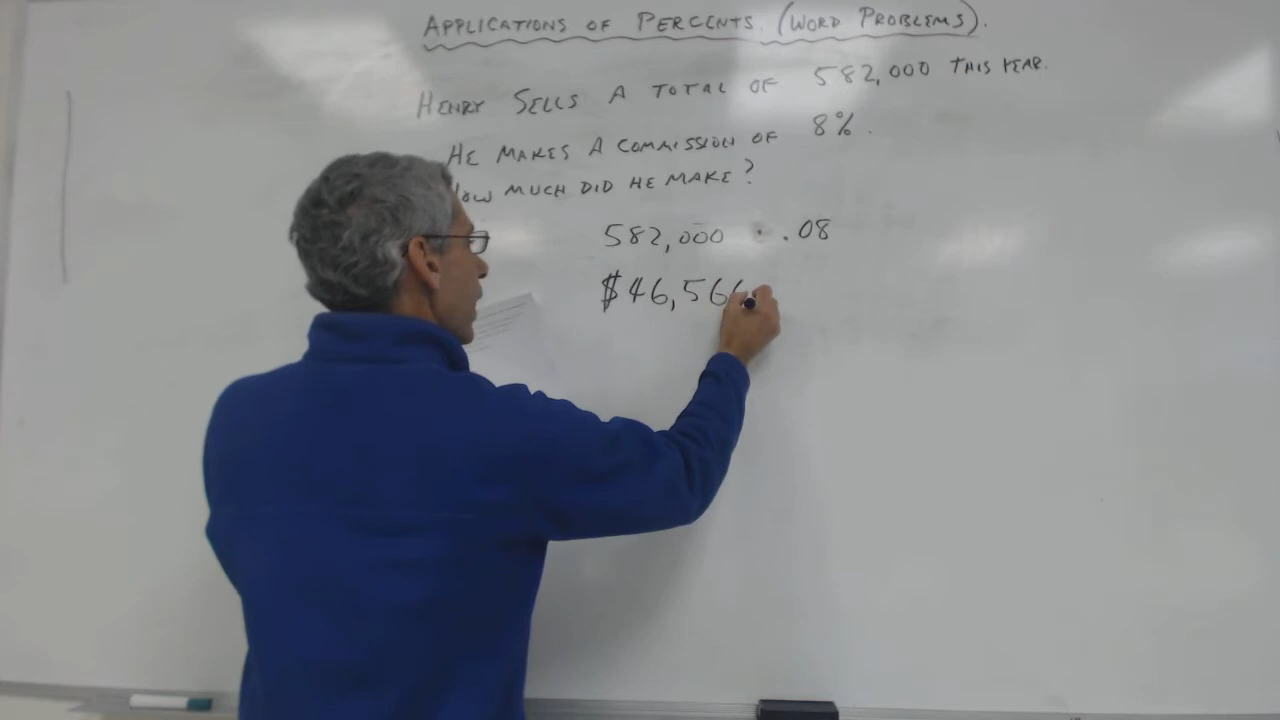 APPLICATIONS OF PERCENTS. (WORD PROBLEMS).
HENRY SELLS A TOTAL OF 582,000 THIS YEAR.
HE MAKES A COMMISSION OF 8%.
HOW MUCH DID HE MAKE?
582,000 · .08
$46,56